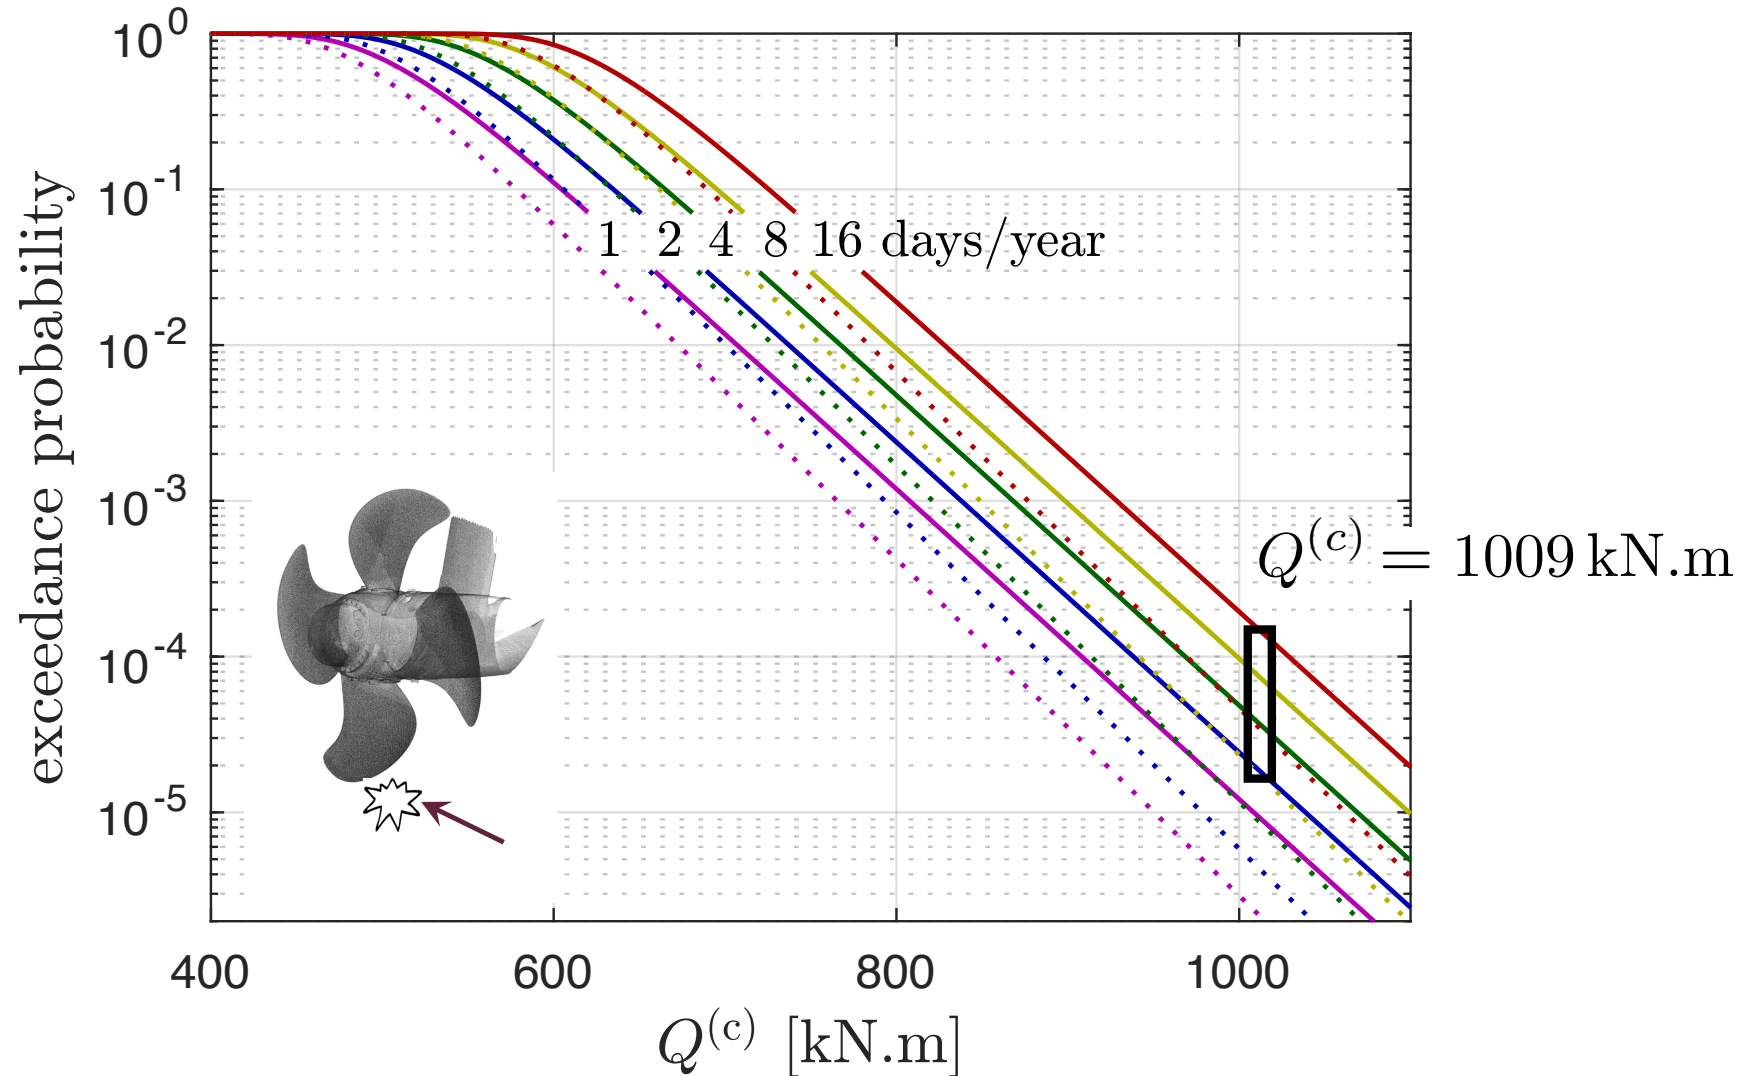 exceedance probability
10^0
10^-1
10^-2
10^-3
10^-4
10^-5
1 2 4 8 16 days/year
Q^(c) = 1009 kN.m
400 600 800 1000
Q^(c) [kN.m]